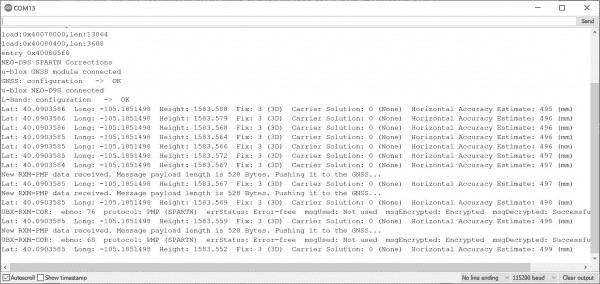 COM13
Send
load:0x40078000,len:13864
load:0x40080400,len:3608
entry 0x400805f0
NEO-D9S SPARTN Corrections
u-blox GNSS module connected
GNSS: configuration -> OK
u-blox NEO-D9S connected
L-Band: configuration -> OK
Lat: 40.0903586 Long: -105.1851498 Height: 1583.588 Fix: 3 (3D) Carrier Solution: 0 (None) Horizontal Accuracy Estimate: 495 (mm)
Lat: 40.0903586 Long: -105.1851498 Height: 1583.579 Fix: 3 (3D) Carrier Solution: 0 (None) Horizontal Accuracy Estimate: 496 (mm)
Lat: 40.0903586 Long: -105.1851498 Height: 1583.568 Fix: 3 (3D) Carrier Solution: 0 (None) Horizontal Accuracy Estimate: 496 (mm)
Lat: 40.0903585 Long: -105.1851498 Height: 1583.564 Fix: 3 (3D) Carrier Solution: 0 (None) Horizontal Accuracy Estimate: 496 (mm)
Lat: 40.0903585 Long: -105.1851498 Height: 1583.566 Fix: 3 (3D) Carrier Solution: 0 (None) Horizontal Accuracy Estimate: 496 (mm)
Lat: 40.0903585 Long: -105.1851498 Height: 1583.572 Fix: 3 (3D) Carrier Solution: 0 (None) Horizontal Accuracy Estimate: 497 (mm)
Lat: 40.0903584 Long: -105.1851498 Height: 1583.567 Fix: 3 (3D) Carrier Solution: 0 (None) Horizontal Accuracy Estimate: 497 (mm)
New RXM-PMP data received. Message payload length is 528 Bytes. Pushing it to the GNSS...
Lat: 40.0903585 Long: -105.1851498 Height: 1583.567 Fix: 3 (3D) Carrier Solution: 0 (None) Horizontal Accuracy Estimate: 497 (mm)
New RXM-PMP data received. Message payload length is 528 Bytes. Pushing it to the GNSS...
Lat: 40.0903585 Long: -105.1851498 Height: 1583.569 Fix: 3 (3D) Carrier Solution: 0 (None) Horizontal Accuracy Estimate: 498 (mm)
UBX-RXM-COR: ebno: 76 protocol: PMP (SPARTN) errStatus: Error-free msgUsed: Not used msgEncrypted: Encrypted msgDecrypted: Successfu
Lat: 40.0903585 Long: -105.1851498 Height: 1583.559 Fix: 3 (3D) Carrier Solution: 0 (None) Horizontal Accuracy Estimate: 498 (mm)
New RXM-PMP data received. Message payload length is 528 Bytes. Pushing it to the GNSS...
UBX-RXM-COR: ebno: 68 protocol: PMP (SPARTN) errStatus: Error-free msgUsed: Not used msgEncrypted: Encrypted msgDecrypted: Successfu
Lat: 40.0903585 Long: -105.1851498 Height: 1583.552 Fix: 3 (3D) Carrier Solution: 0 (None) Horizontal Accuracy Estimate: 499 (mm)
Autoscroll Show timestamp No line ending 115200 baud Clear output